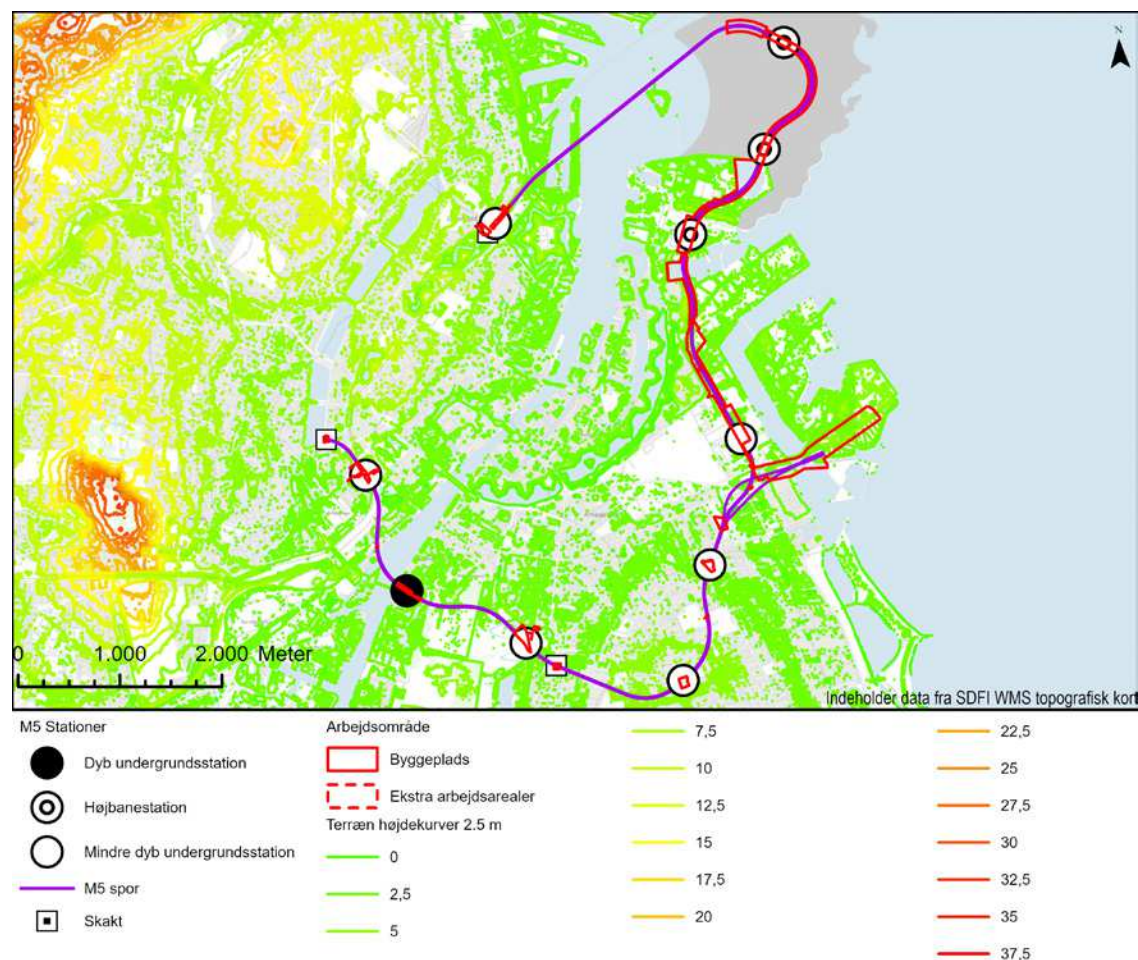 N
0 1.000 2.000 Meter
Indeholder data fra SDFI WMS topografisk kort
M5 Stationer
Dyb undergrundsstation
Højbanestation
Mindre dyb undergrundsstation
M5 spor
Skakt
Arbejdsområde
Byggeplads
Ekstra arbejdsarealer
Terræn højdekurver 2.5 m
0
2,5
5
7,5
10
12,5
15
17,5
20
22,5
25
27,5
30
32,5
35
37,5